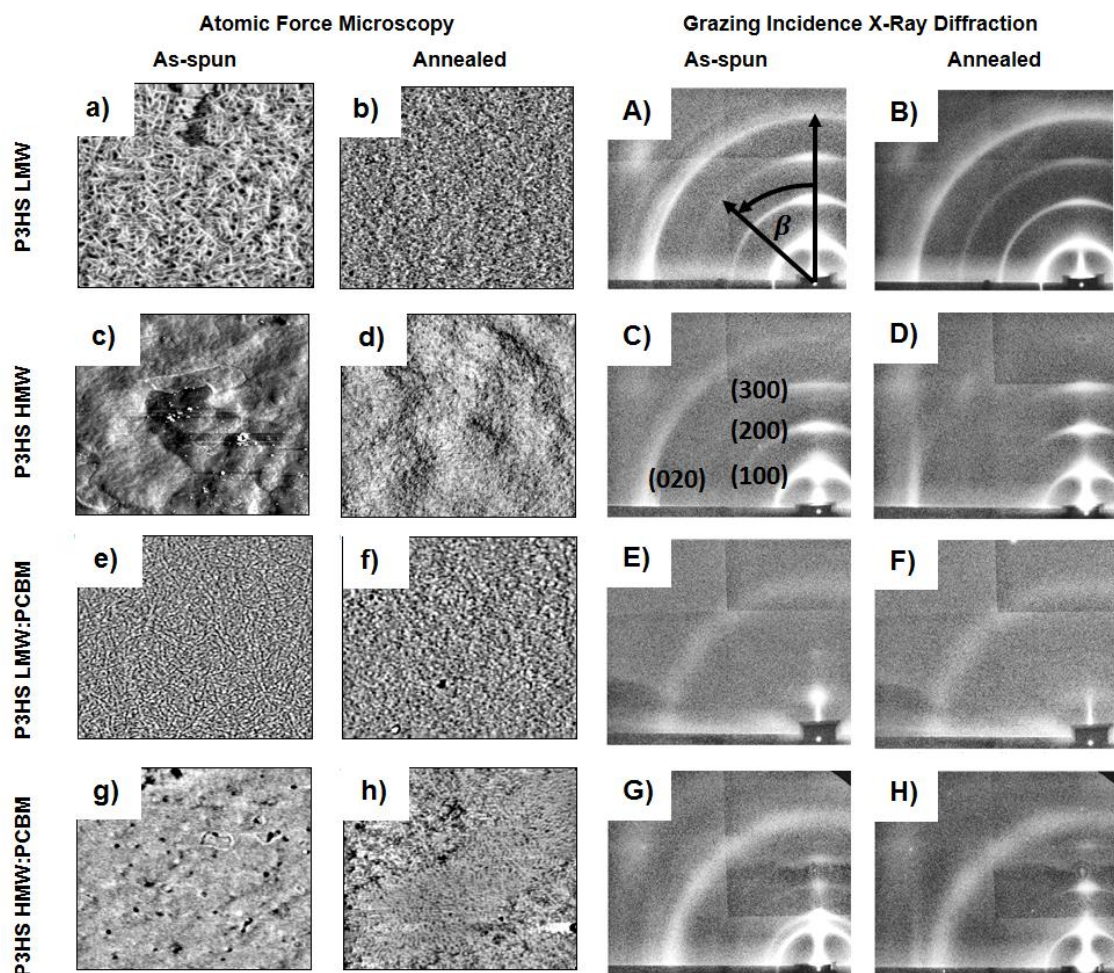 Atomic Force Microscopy Grazing Incidence X-Ray Diffraction
As-spun Annealed As-spun Annealed
P3HS LMW a) b) A) β B)
P3HS HMW c) d) C) D)
(300)
(200)
(020) (100)
P3HS LMW:PCBM e) f) E) F)
P3HS HMW:PCBM g) h) G) H)